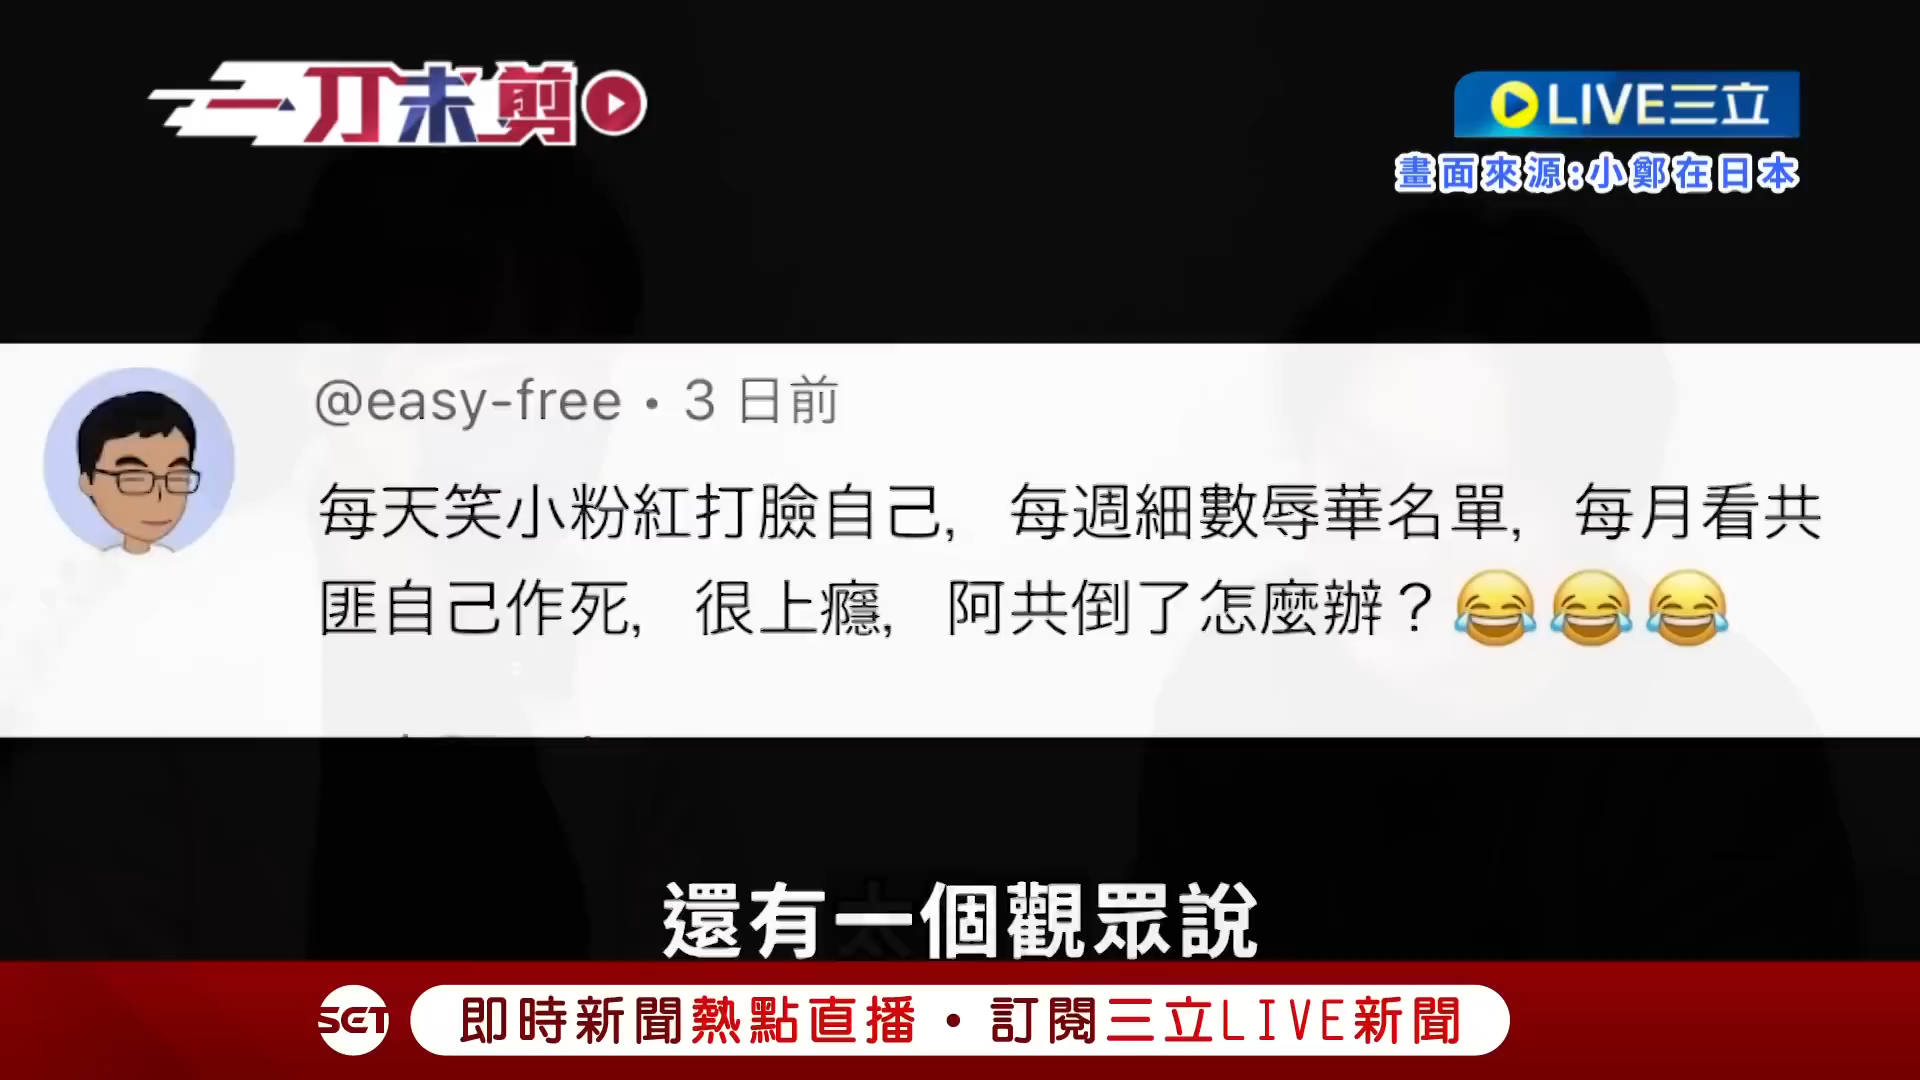 一刀未剪
LIVE三立
畫面來源:小鄭在日本
@easy-free・3 日前
每天笑小粉紅打臉自己，每週細數辱華名單，每月看共
匪自己作死，很上癮，阿共倒了怎麼辦？😂😂😂
還有一個觀眾說
SET 即時新聞熱點直播・訂閱三立LIVE新聞